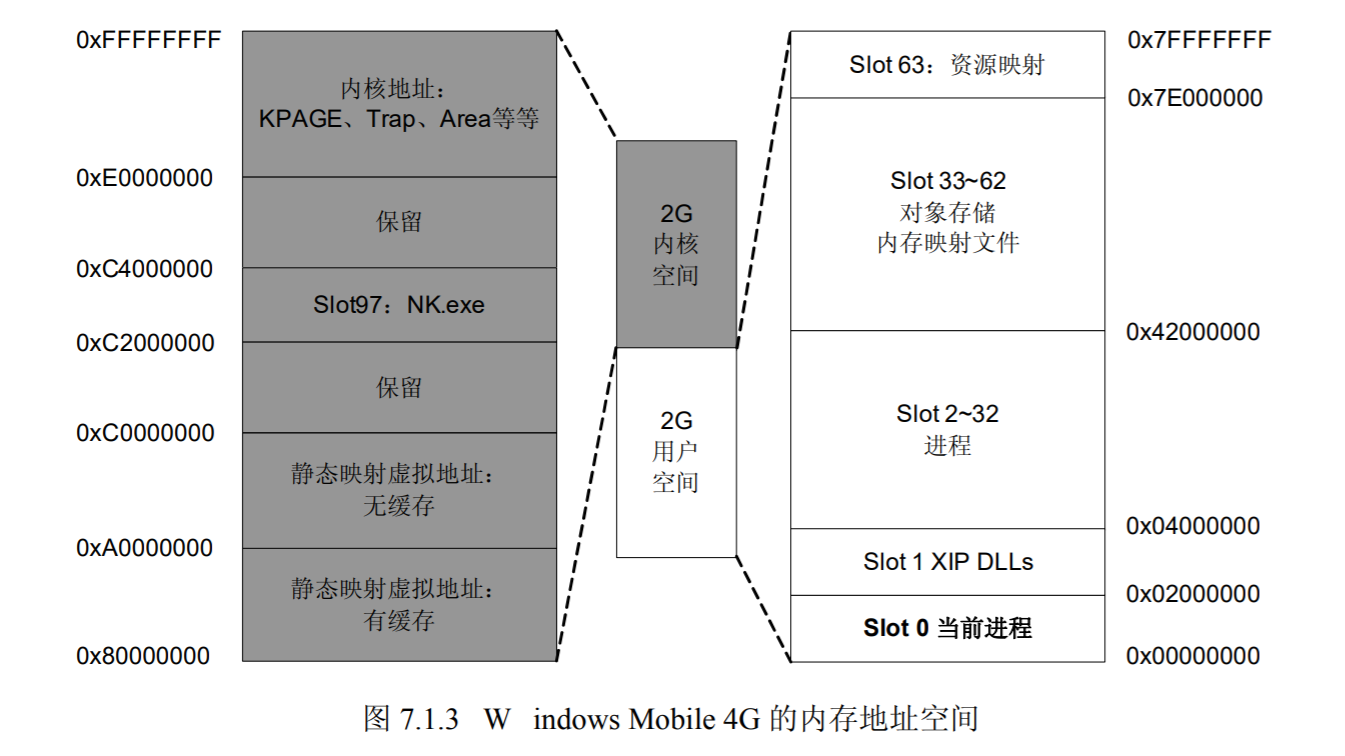 0xFFFFFFFF
内核地址：
KPAGE、Trap、Area等等
0xE0000000
保留
0xC4000000
Slot97：NK.exe
0xC2000000
保留
0xC0000000
静态映射虚拟地址：
无缓存
0xA0000000
静态映射虚拟地址：
有缓存
0x80000000
2G
内核
空间
2G
用户
空间
Slot 63：资源映射
0x7FFFFFFF
0x7E000000
Slot 33~62
对象存储
内存映射文件
0x42000000
Slot 2~32
进程
0x04000000
Slot 1 XIP DLLs
0x02000000
Slot 0 当前进程
0x00000000
图 7.1.3 W indows Mobile 4G 的内存地址空间